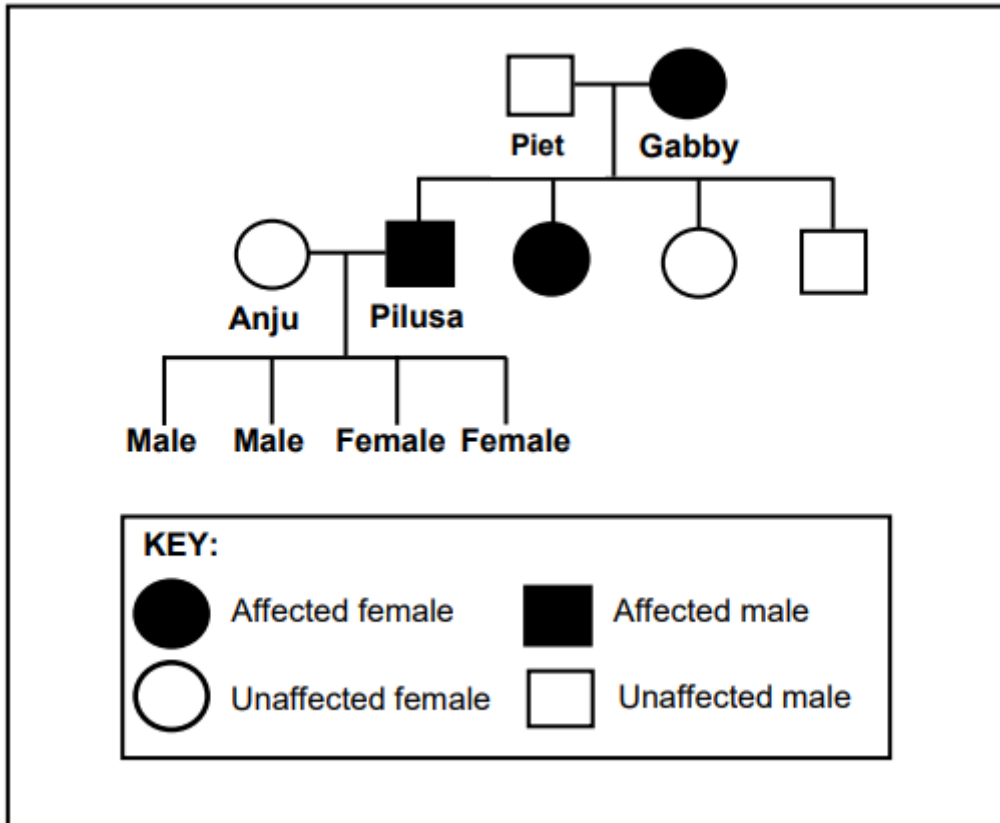 Piet Gabby
Anju Pilusa
Male Male Female Female
KEY:
Affected female Affected male
Unaffected female Unaffected male